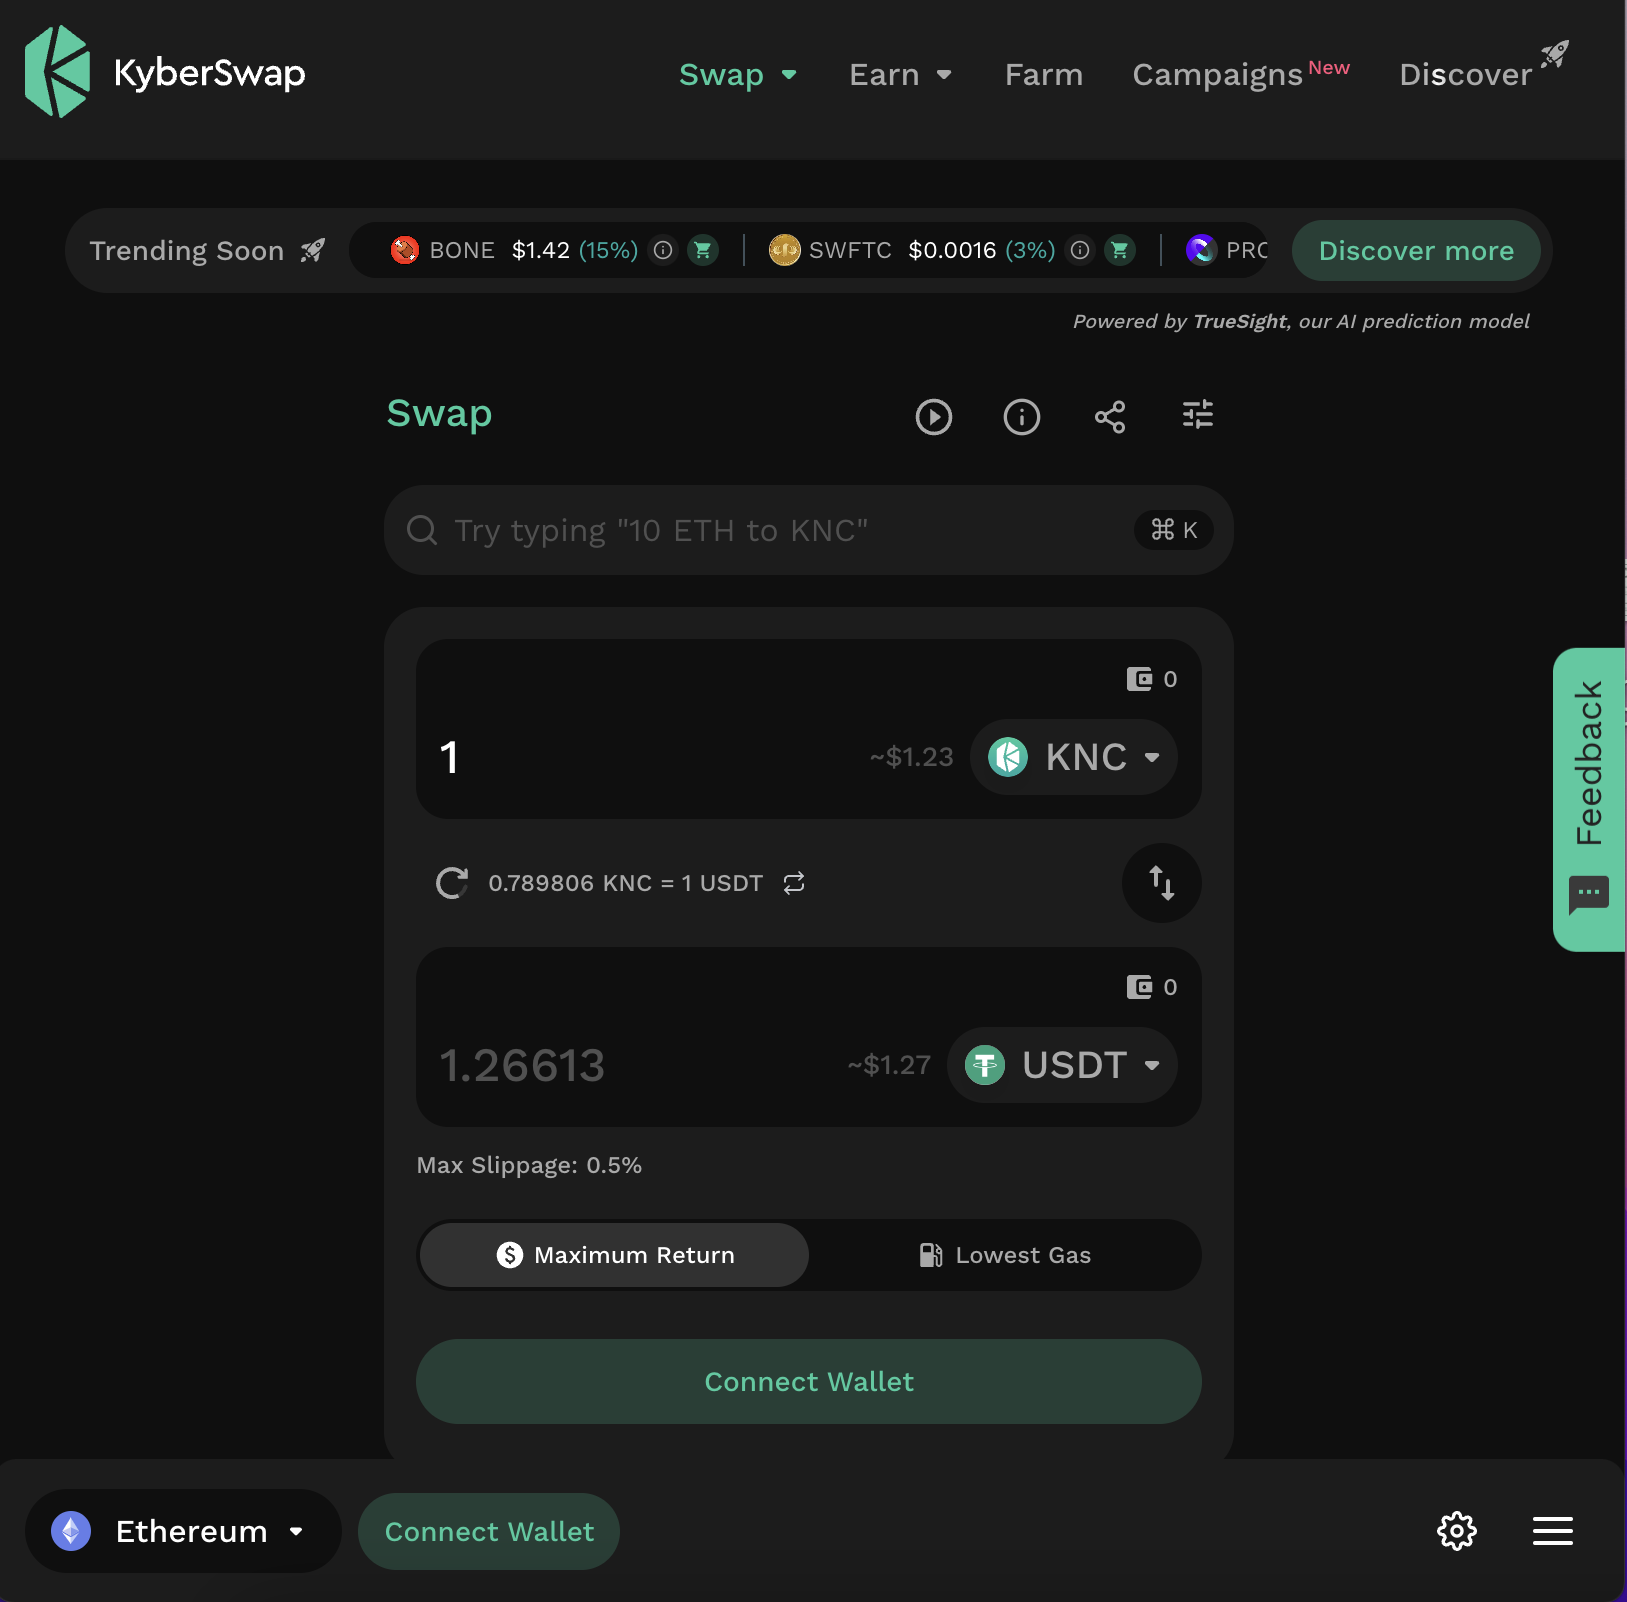 KyberSwap
Swap Earn Farm Campaigns New Discover
Trending Soon BONE $1.42 (15%) SWFTC $0.0016 (3%) PRO Discover more
Powered by TrueSight, our AI prediction model
Swap
Try typing "10 ETH to KNC" ⌘ K
0
1 ~$1.23 KNC
0.789806 KNC = 1 USDT
0
1.26613 ~$1.27 USDT
Max Slippage: 0.5%
$ Maximum Return Lowest Gas
Connect Wallet
Feedback
Ethereum Connect Wallet